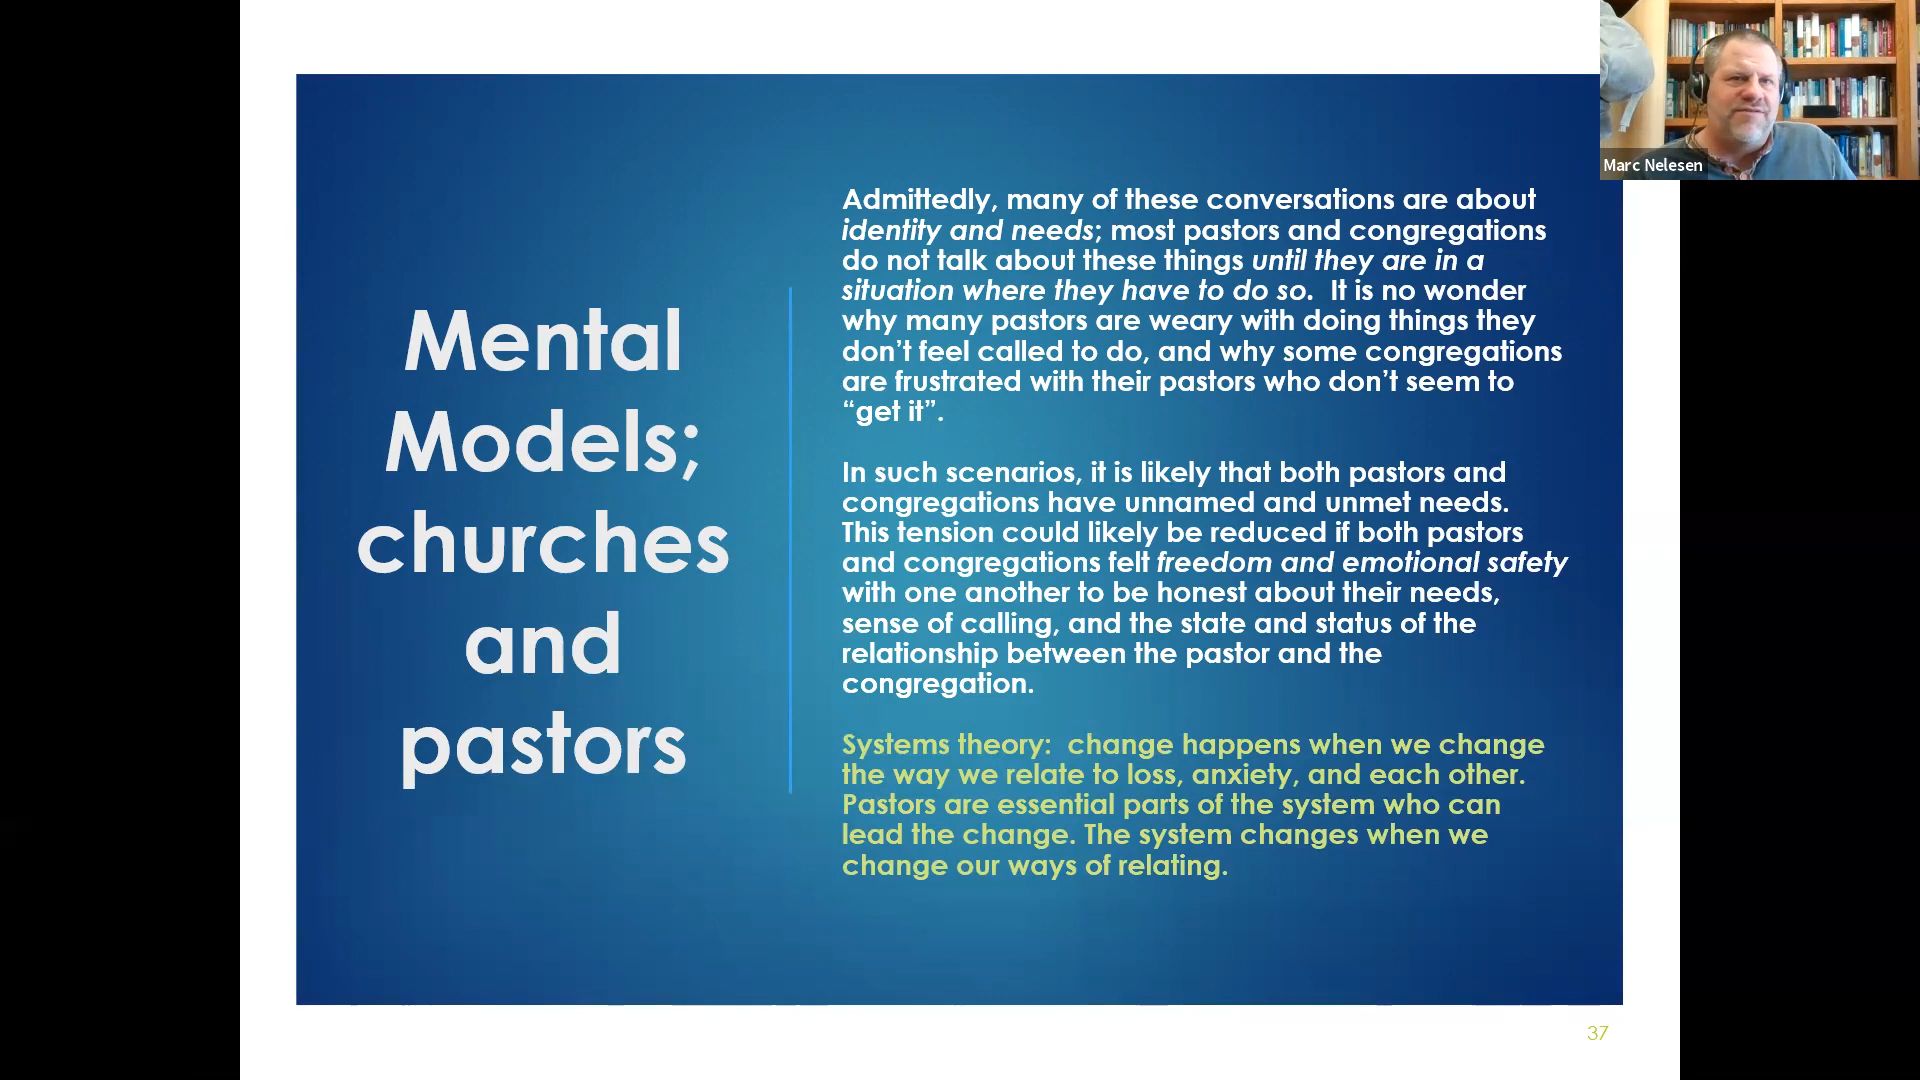 Marc Nelesen
Mental
Models;
churches
and
pastors
Admittedly, many of these conversations are about
identity and needs; most pastors and congregations
do not talk about these things until they are in a
situation where they have to do so.  It is no wonder
why many pastors are weary with doing things they
don’t feel called to do, and why some congregations
are frustrated with their pastors who don’t seem to
“get it”.
In such scenarios, it is likely that both pastors and
congregations have unnamed and unmet needs.
This tension could likely be reduced if both pastors
and congregations felt freedom and emotional safety
with one another to be honest about their needs,
sense of calling, and the state and status of the
relationship between the pastor and the
congregation.
Systems theory:  change happens when we change
the way we relate to loss, anxiety, and each other.
Pastors are essential parts of the system who can
lead the change. The system changes when we
change our ways of relating.
37